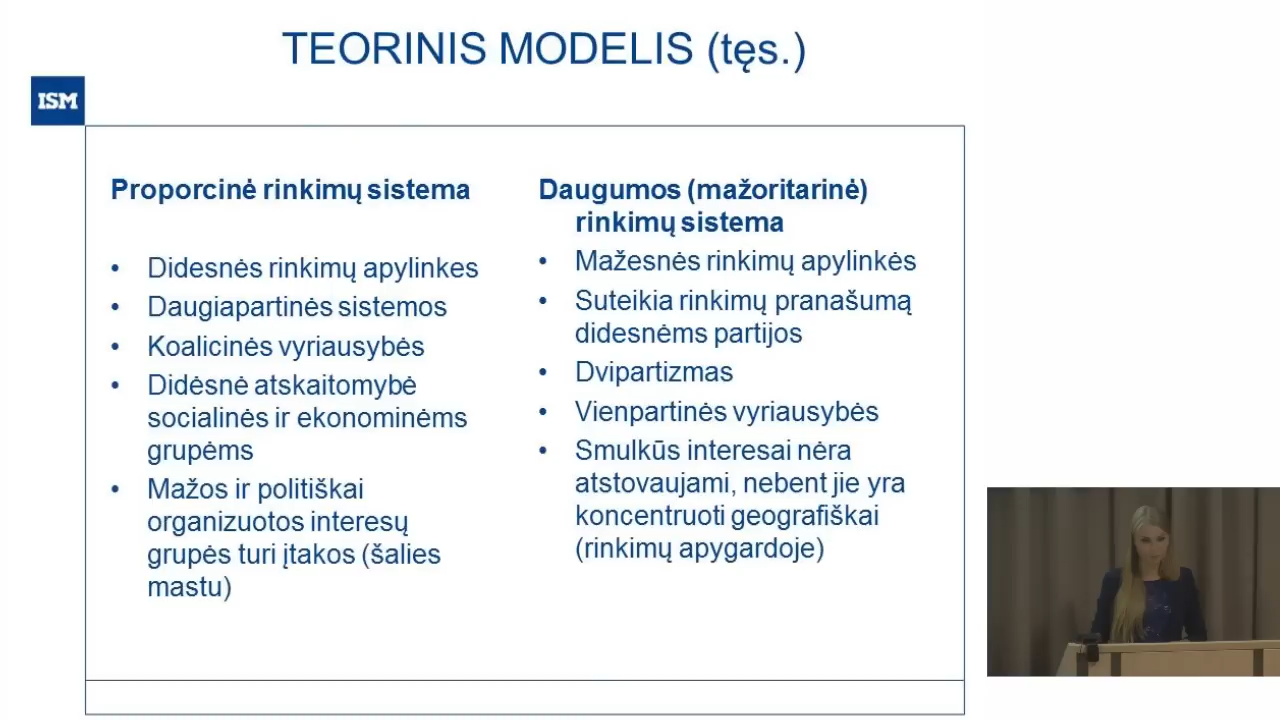 TEORINIS MODELIS (tęs.)
ISM
Proporcinė rinkimų sistema
• Didesnės rinkimų apylinkes
• Daugiapartinės sistemos
• Koalicinės vyriausybės
• Didėsnė atskaitomybė
socialinės ir ekonominėms
grupėms
• Mažos ir politiškai
organizuotos interesų
grupės turi įtakos (šalies
mastu)
Daugumos (mažoritarinė)
rinkimų sistema
• Mažesnės rinkimų apylinkės
• Suteikia rinkimų pranašumą
didesnėms partijos
• Dvipartizmas
• Vienpartinės vyriausybės
• Smulkūs interesai nėra
atstovaujami, nebent jie yra
koncentruoti geografiškai
(rinkimų apygardoje)